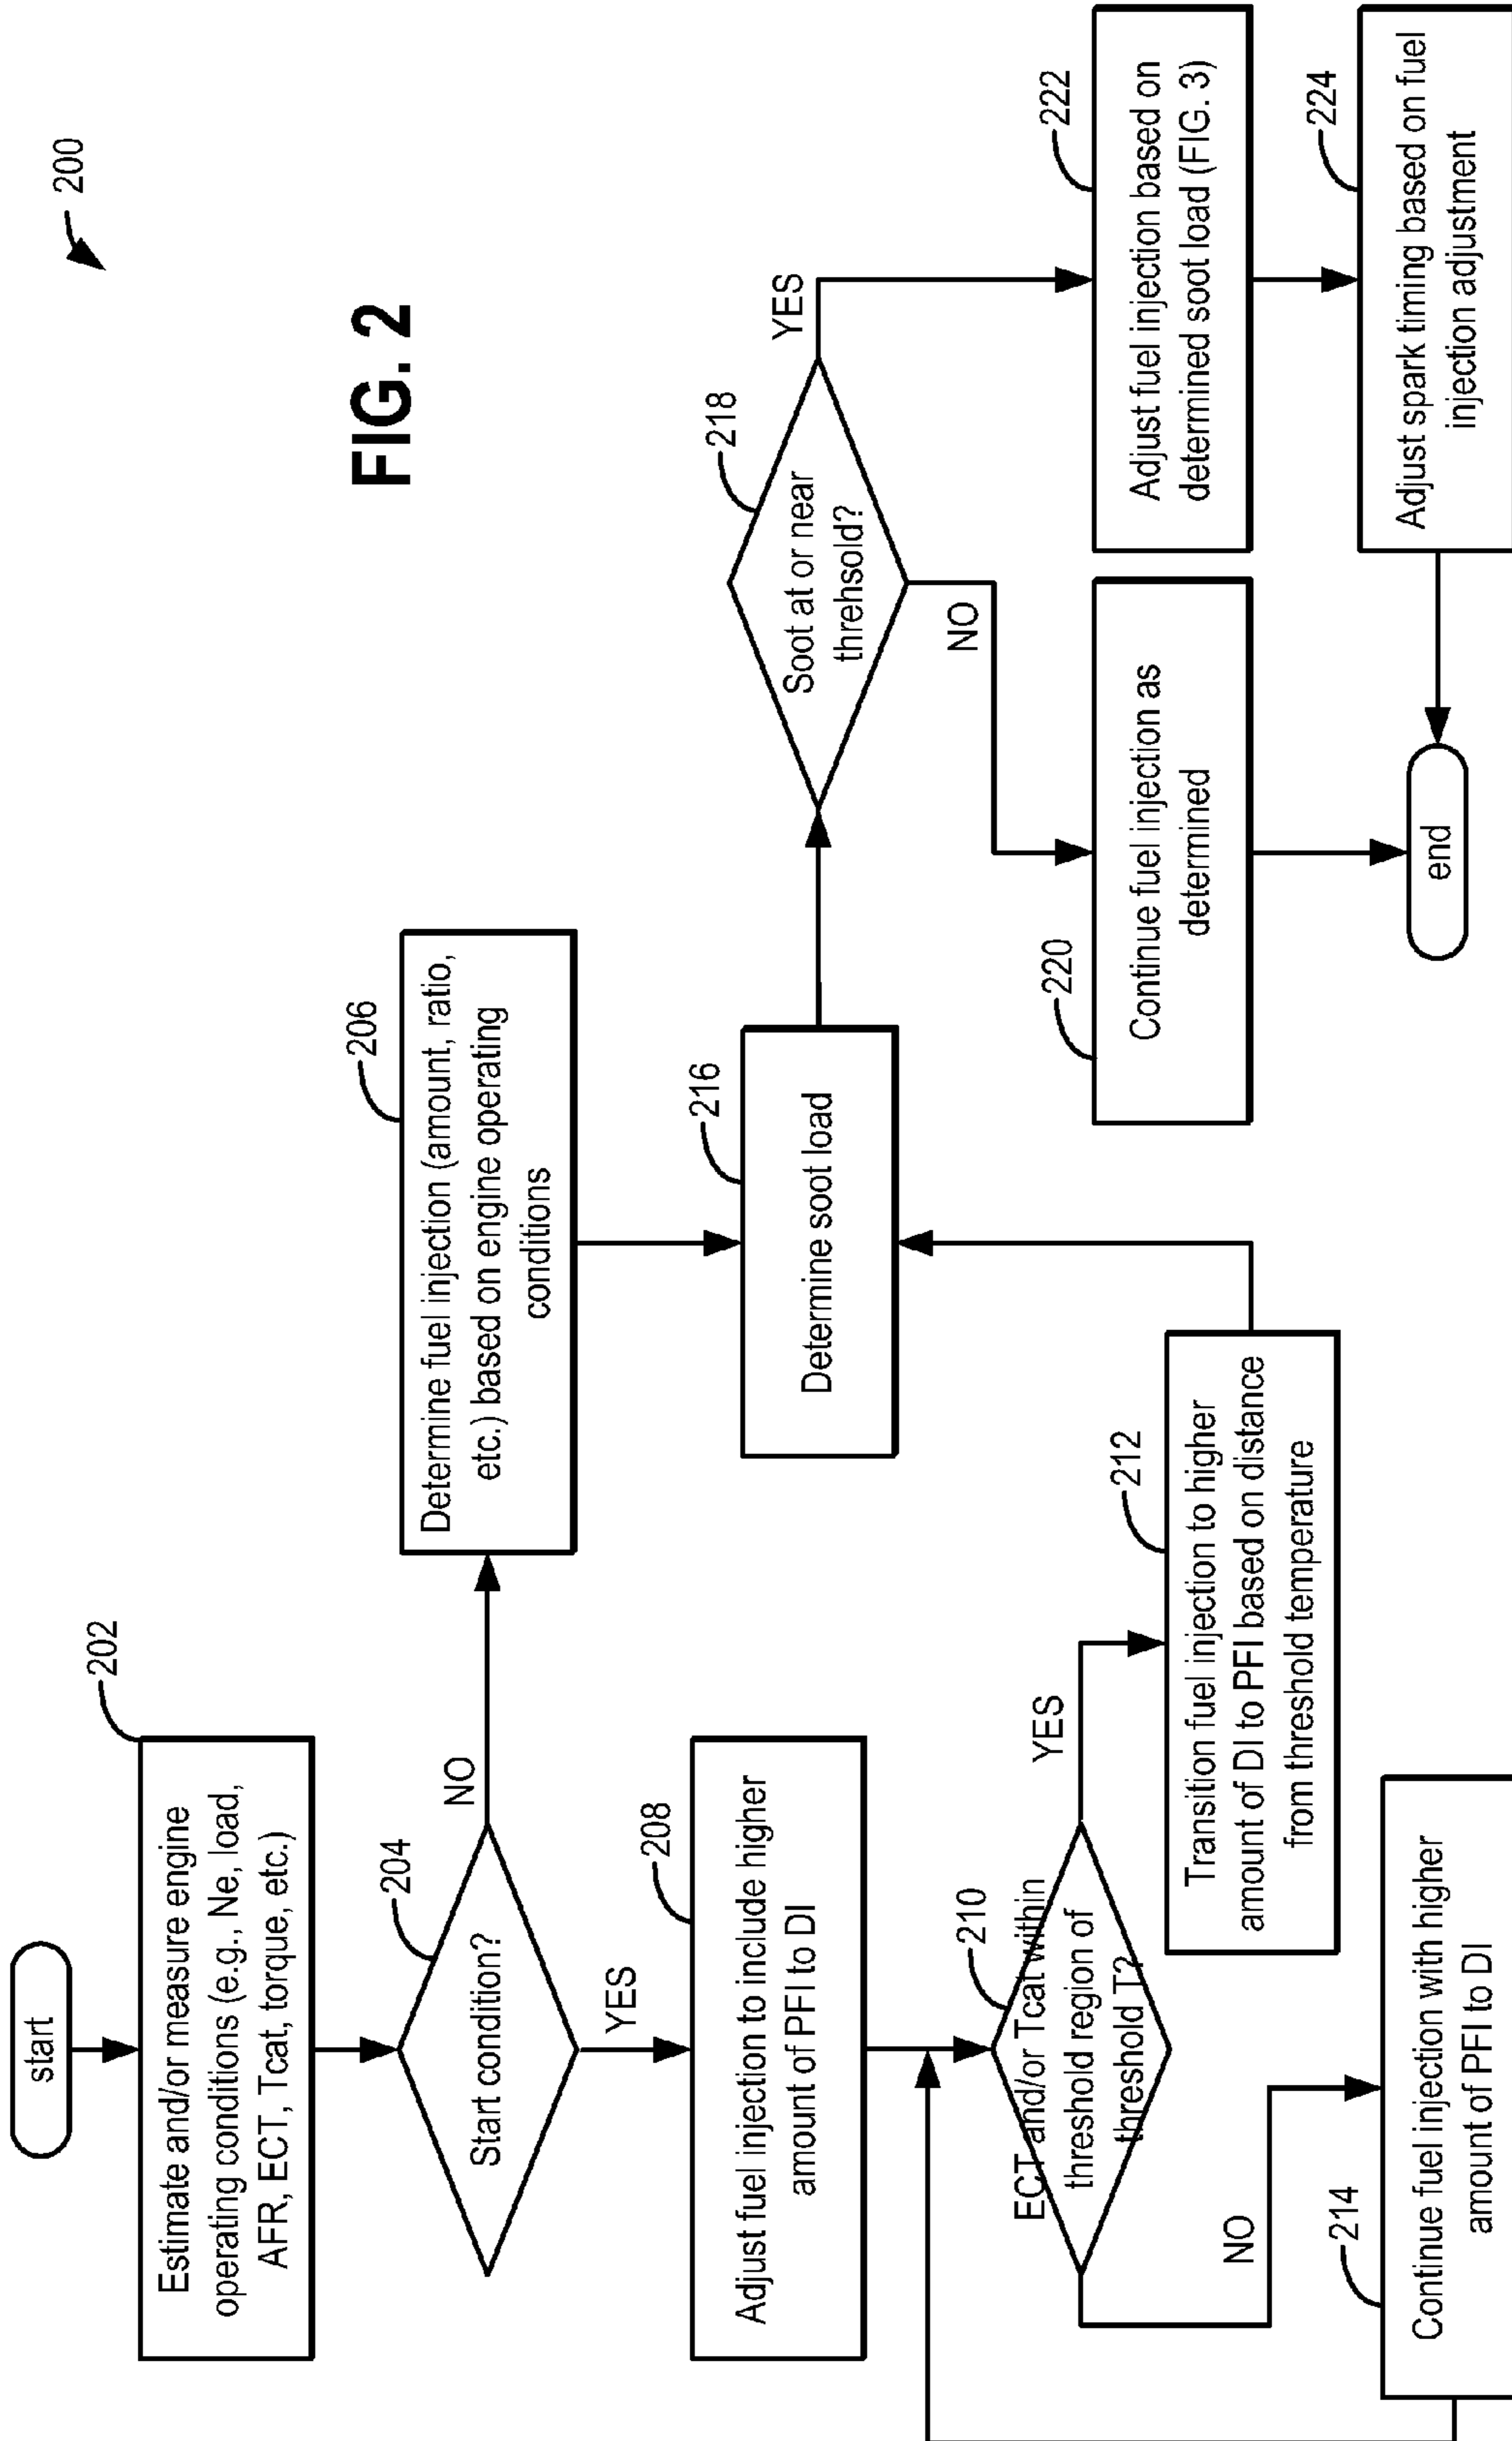 200
FIG. 2
start
202
Estimate and/or measure engine
operating conditions (e.g., Ne, load,
AFR, ECT, Tcat, torque, etc.)
204
Start condition?
NO
YES
206
Determine fuel injection (amount, ratio,
etc.) based on engine operating
conditions
208
Adjust fuel injection to include higher
amount of PFI to DI
210
ECT and/or Tcat within
threshold region of
threshold T?
YES
NO
212
Transition fuel injection to higher
amount of DI to PFI based on distance
from threshold temperature
214
Continue fuel injection with higher
amount of PFI to DI
216
Determine soot load
218
Soot at or near
threhsold?
YES
NO
220
Continue fuel injection as
determined
222
Adjust fuel injection based on
determined soot load (FIG. 3)
224
Adjust spark timing based on fuel
injection adjustment
end